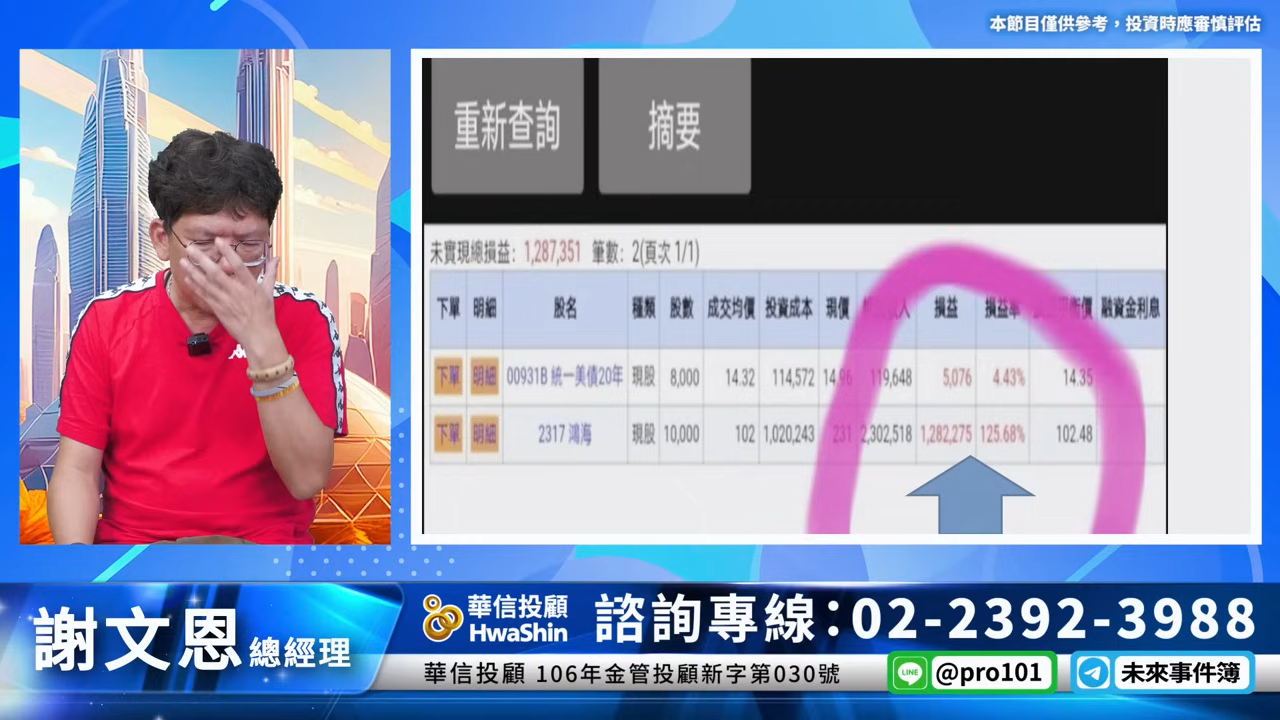 本節目僅供參考，投資時應審慎評估
重新查詢
摘要
未實現總損益：1,287,351 筆數：2(頁次1/1)
下單 明細 股名 種類 股數 成交均價 投資成本 現價 損益 損益率 融資金利息
下單 明細 00931B 統一美債20年 現股 8,000 14.32 114,572 14.96 119,648 5,076 4.43% 14.35
下單 明細 2317 鴻海 現股 10,000 102 1,020,243 231 2,302,518 1,282,275 125.68% 102.48
謝文恩 總經理
華信投顧
HwaShin
諮詢專線：02-2392-3988
華信投顧 106年金管投顧新字第030號
LINE
@pro101
未來事件簿